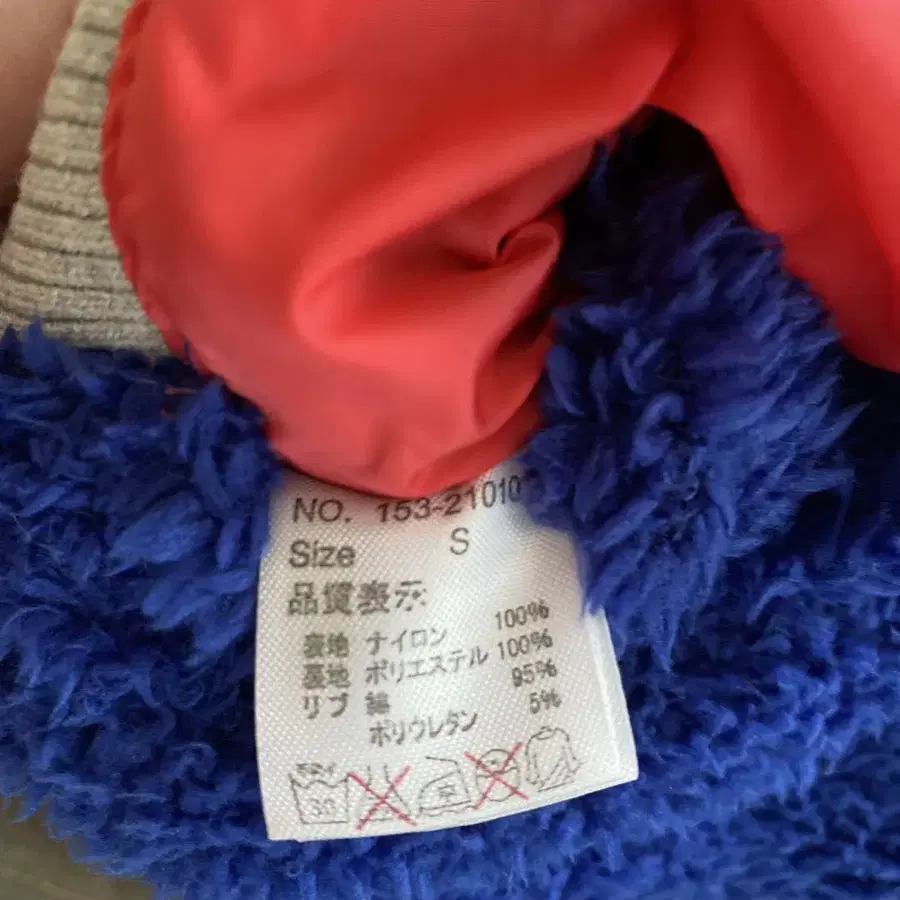 NO. 153-21010
Size S
品質表示
表地 ナイロン 100%
裏地 ポリエステル 100%
リブ 綿 95%
ポリウレタン 5%
30